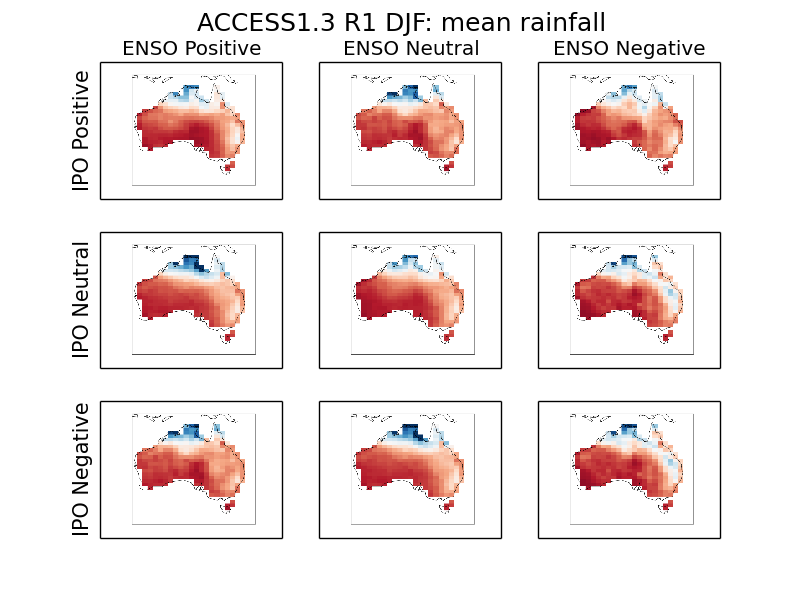 ACCESS1.3 R1 DJF: mean rainfall
ENSO Positive
ENSO Neutral
ENSO Negative
IPO Positive
IPO Neutral
IPO Negative